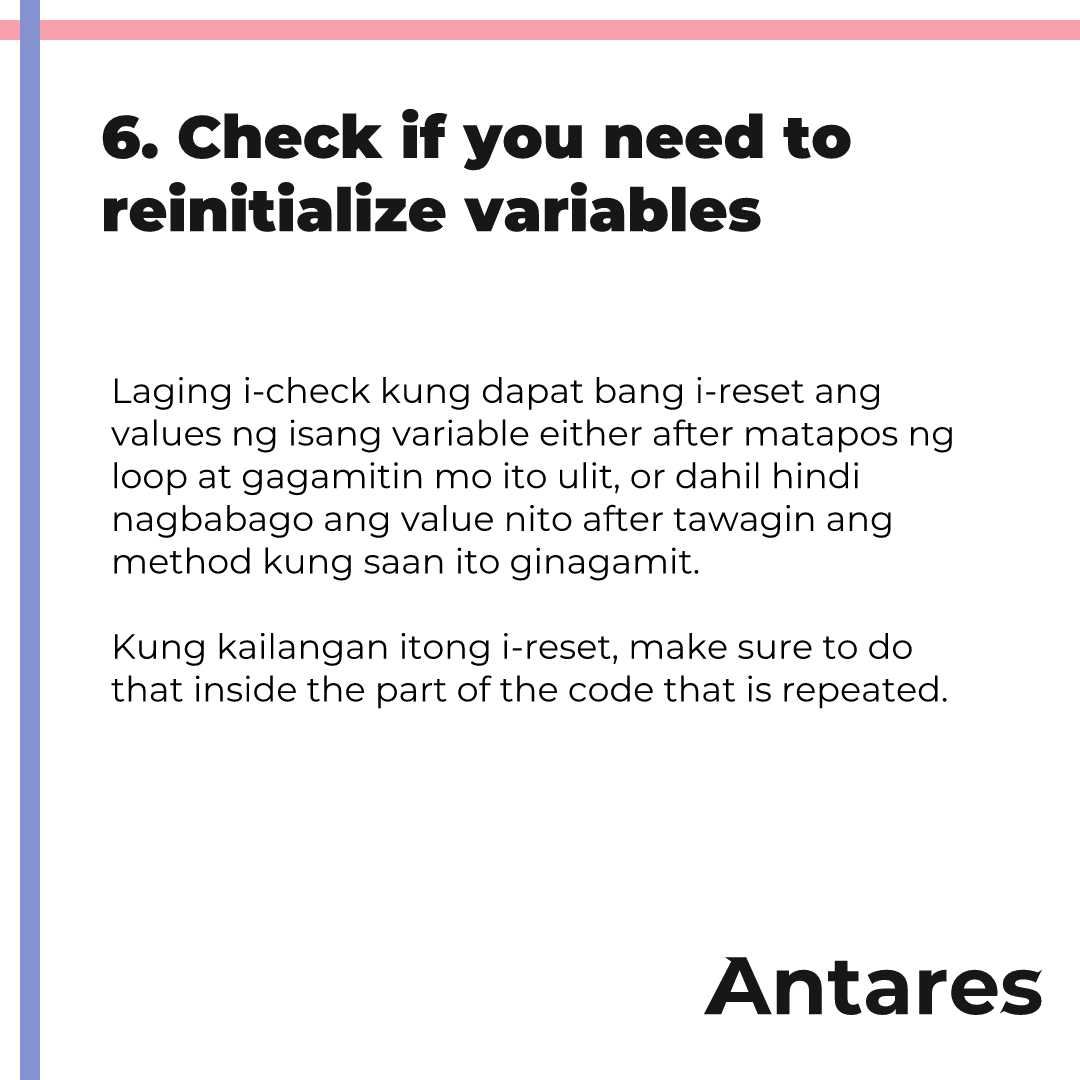 6. Check if you need to
reinitialize variables
Laging i-check kung dapat bang i-reset ang
values ng isang variable either after matapos ng
loop at gagamitin mo ito ulit, or dahil hindi
nagbabago ang value nito after tawagin ang
method kung saan ito ginagamit.
Kung kailangan itong i-reset, make sure to do
that inside the part of the code that is repeated.
Antares